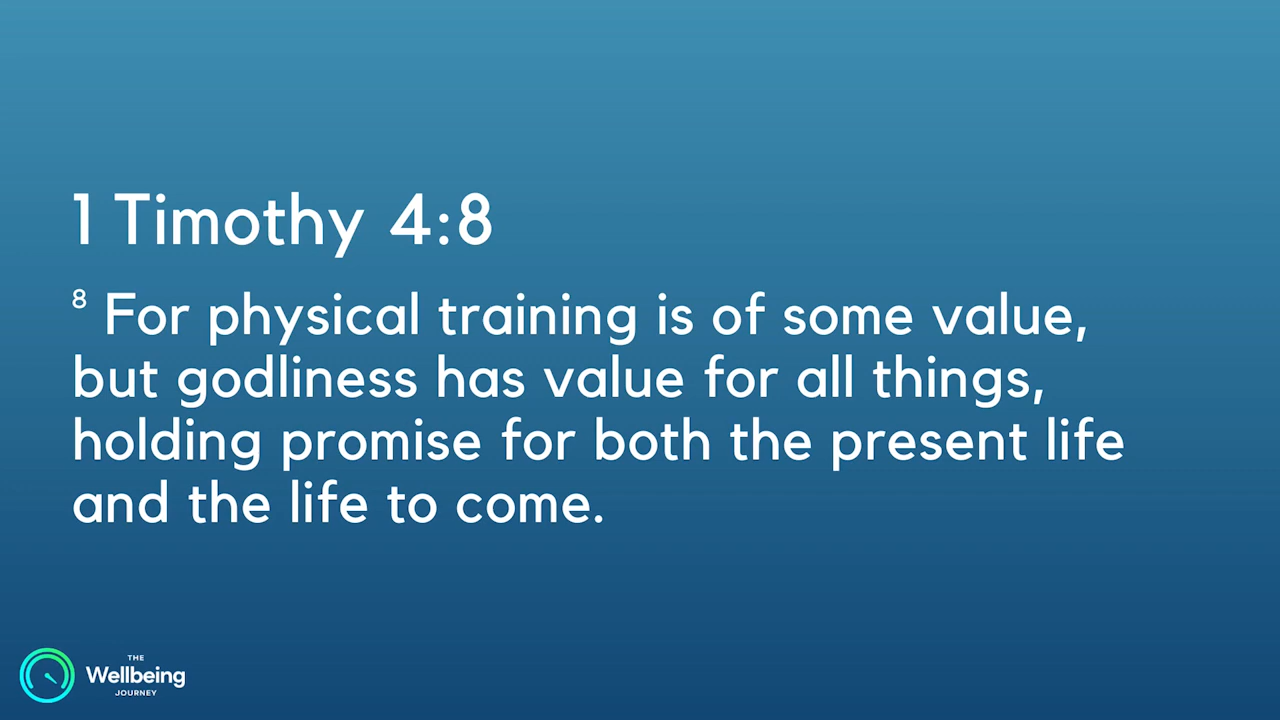 1 Timothy 4:8
8 For physical training is of some value,
but godliness has value for all things,
holding promise for both the present life
and the life to come.
THE
Wellbeing
JOURNEY